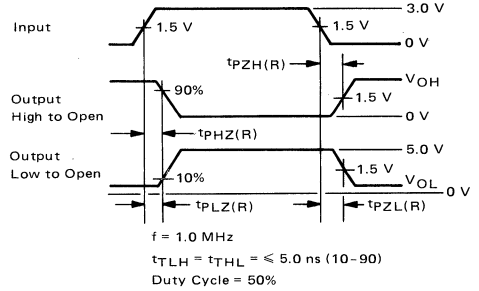 3.0 V
Input
1.5 V
1.5 V
0 V
tPZH(R)
VOH
90%
1.5 V
Output
High to Open
0 V
tPHZ(R)
5.0 V
Output
Low to Open
10%
1.5 V
VOL
0 V
tPLZ(R)
tPZL(R)
f = 1.0 MHz
tTLH = tTHL = ⩽ 5.0 ns (10-90)
Duty Cycle = 50%